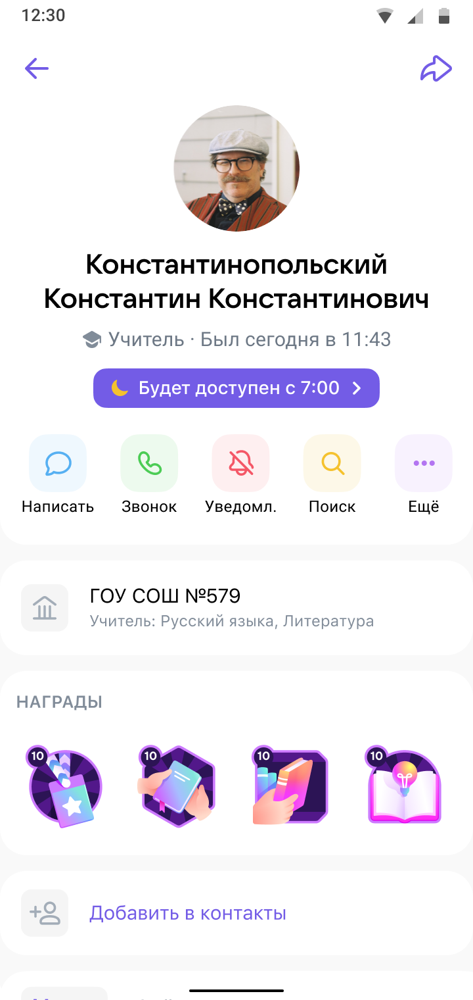 12:30
Константинопольский
Константин Константинович
Учитель · Был сегодня в 11:43
Будет доступен с 7:00
Написать
Звонок
Уведомл.
Поиск
Ещё
ГОУ СОШ №579
Учитель: Русский языка, Литература
НАГРАДЫ
10
10
10
10
Добавить в контакты